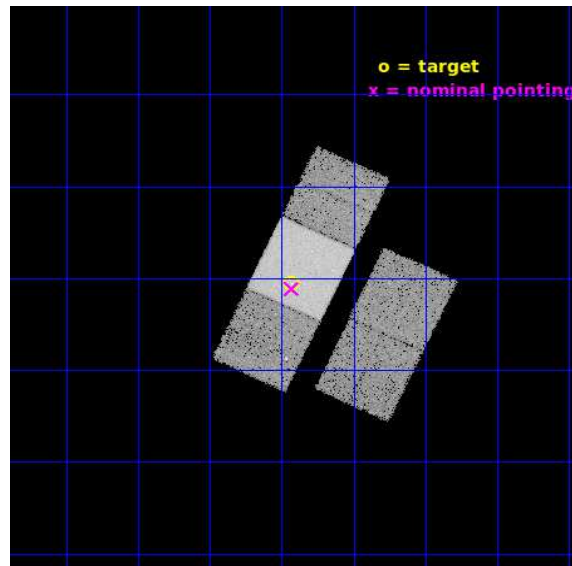 o = target
x = nominal pointing